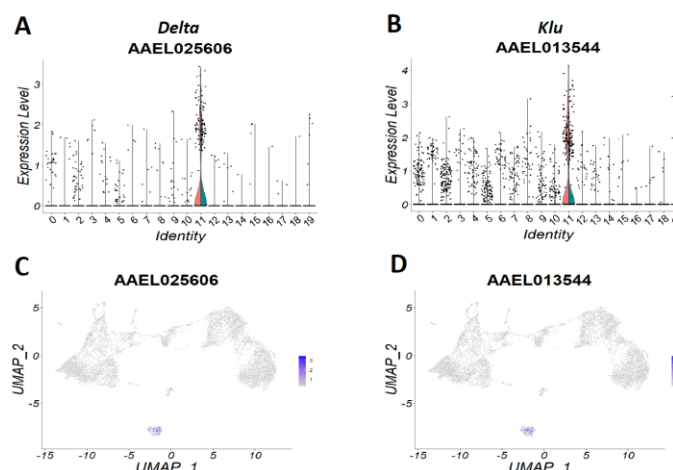 A
Delta
AAEL025606
Expression Level
3
2
1
0
0 1 2 3 4 5 6 7 8 9 10 11 12 13 14 15 16 17 18 19
Identity
B
Klu
AAEL013544
Expression Level
4
3
2
1
0
0 1 2 3 4 5 6 7 8 9 10 11 12 13 14 15 16 17 18
Identity
C
AAEL025606
UMAP_2
5
0
-5
-15 -10 -5 0 5 10
UMAP_1
3
2
1
D
AAEL013544
UMAP_2
5
0
-5
-15 -10 -5 0 5 10
UMAP_1